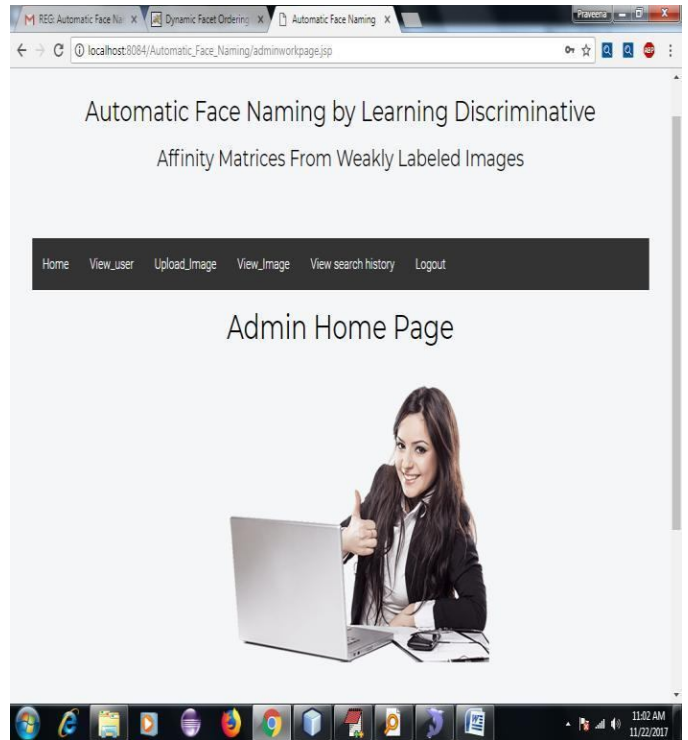 REG: Automatic Face Na
Dynamic Facet Ordering
Automatic Face Naming
Praveena
localhost:8084/Automatic_Face_Naming/adminworkpage.jsp
ABP
Automatic Face Naming by Learning Discriminative
Affinity Matrices From Weakly Labeled Images
Home View_user Upload_Image View_Image View search history Logout
Admin Home Page
11:02 AM
11/22/2017